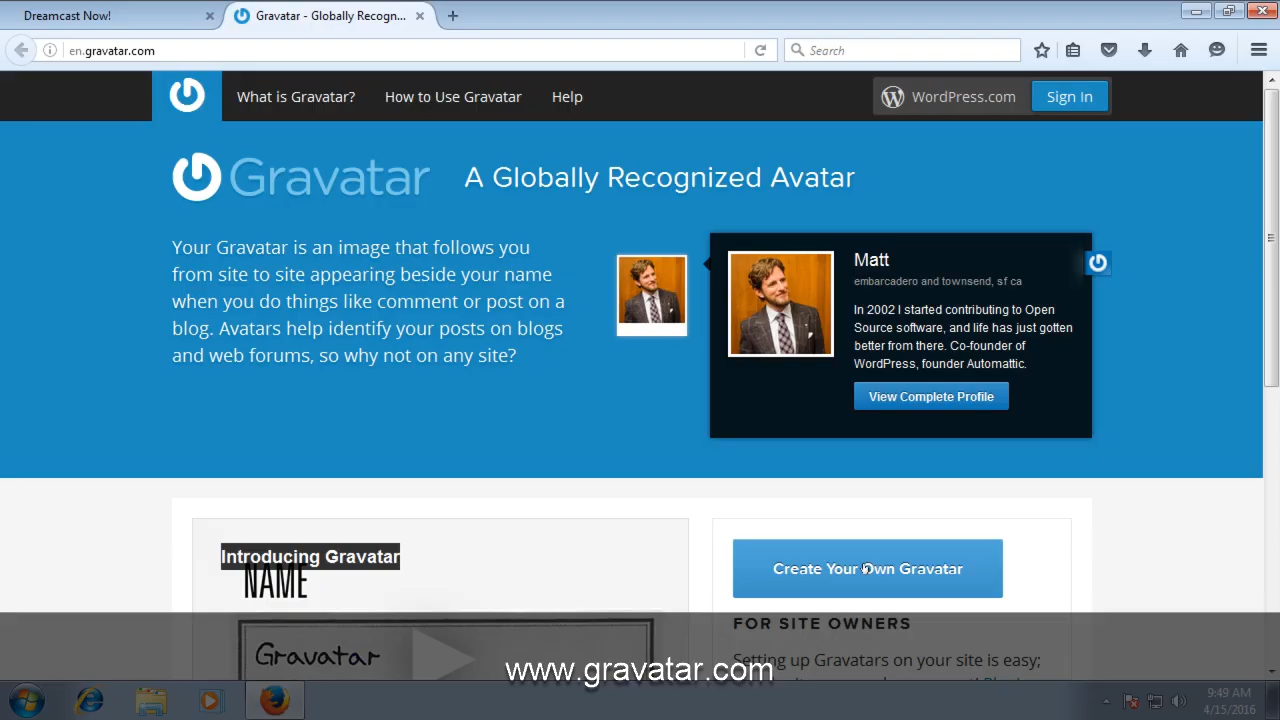 Dreamcast Now!
Gravatar - Globally Recogn...
en.gravatar.com
Search
What is Gravatar?
How to Use Gravatar
Help
WordPress.com
Sign In
Gravatar
A Globally Recognized Avatar
Your Gravatar is an image that follows you
from site to site appearing beside your name
when you do things like comment or post on a
blog. Avatars help identify your posts on blogs
and web forums, so why not on any site?
Matt
embarcadero and townsend, sf ca
In 2002 I started contributing to Open
Source software, and life has just gotten
better from there. Co-founder of
WordPress, founder Automattic.
View Complete Profile
Introducing Gravatar
NAME
Gravatar
Create Your Own Gravatar
FOR SITE OWNERS
Setting up Gravatars on your site is easy;
www.gravatar.com
9:49 AM
4/15/2016